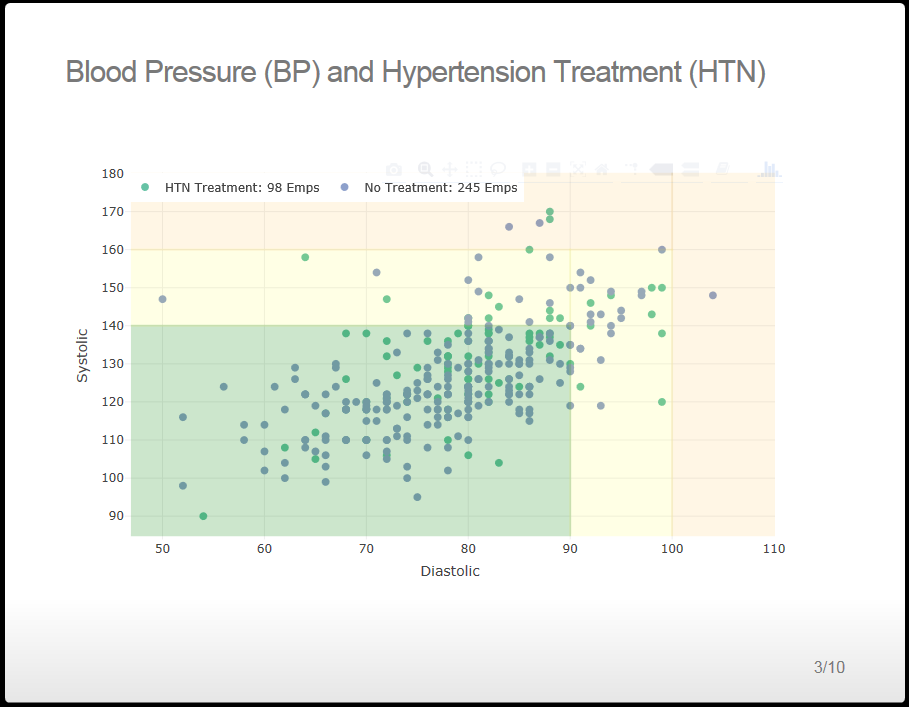 Blood Pressure (BP) and Hypertension Treatment (HTN)
HTN Treatment: 98 Emps No Treatment: 245 Emps
180
170
160
150
140
130
120
110
100
90
Systolic
50 60 70 80 90 100 110
Diastolic
3/10